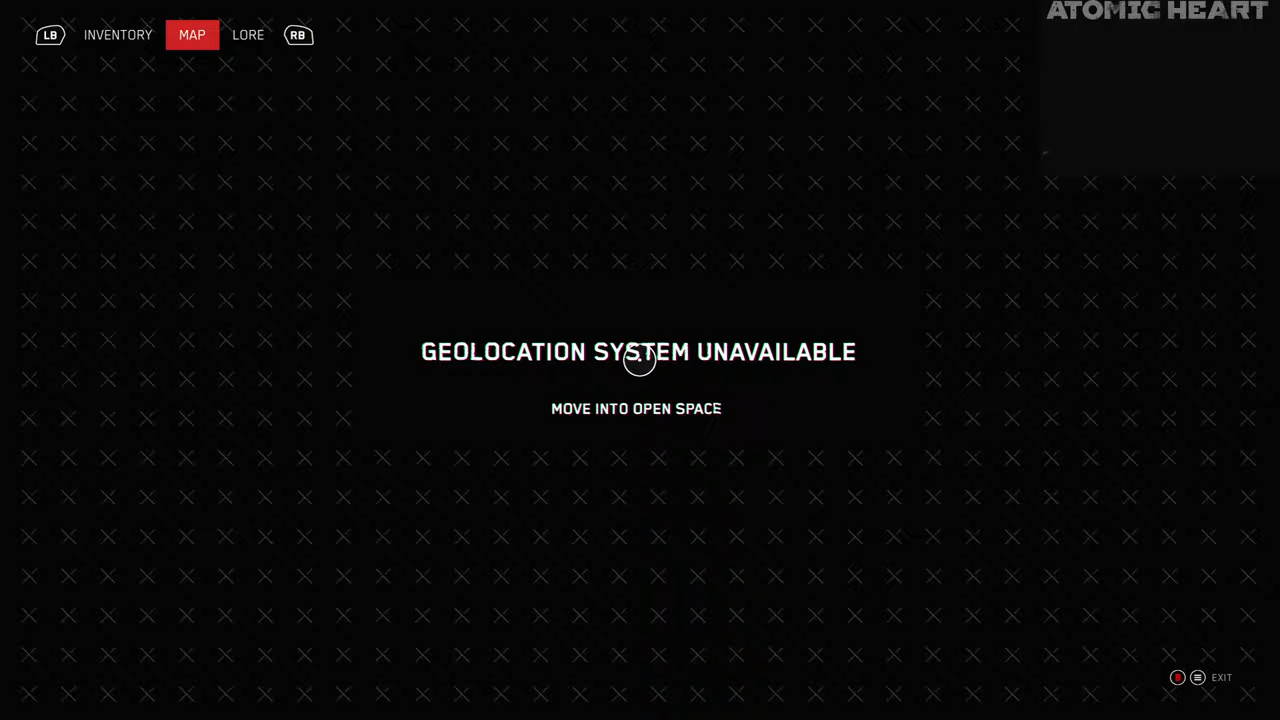 ATOMIC HEART
LB INVENTORY MAP LORE RB
GEOLOCATION SYSTEM UNAVAILABLE
MOVE INTO OPEN SPACE
B EXIT